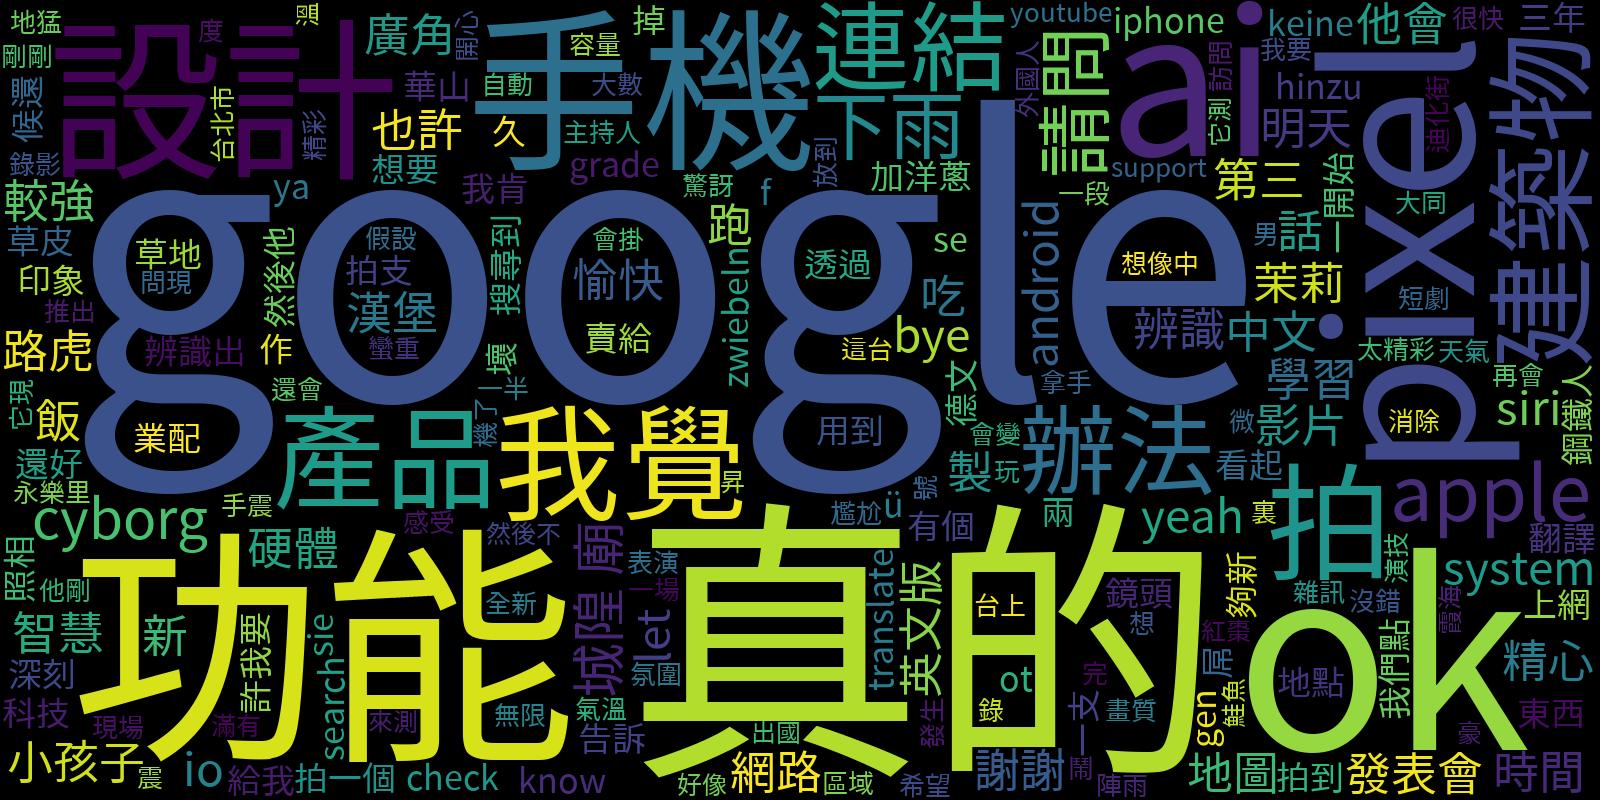 地猛
度
溫
廣角
開心
容量
掉
連結
youtube
iphone
keine
他會
很快
三年
剛剛
設計
手機
華山
自動
大數
外國人
請問
ai
訪問
我要
hinzu
pixel
建築物
候還
台北市
精彩
也許
久
主持人
下雨
它測
明天
迪化街
錄影
想要
grade
放到
support
第三
一開始
較強
ya
我肯
驚訝
f
加洋蔥
一段
大同
google
草皮
草地
問現
然後他
假設
拍支
搜尋到
會掛
愉快
跑
透過
se
android
想像中
男
話
茉莉
印象
推出
漢堡
賣給
zwiebeln
吃
短劇
路虎
辨識出
作
蠻重
壞
這台
bye
辨識
中文
太精彩
天氣
它現
還會
一半
機了
德文
拿手
學習
再會
siri
鋼鐵人
飯
業配
產品
我覺
用到
會變
辦法
微
影片
消除
還好
昇
製
玩
看起
永樂里
手震
號
拍
apple
cyborg
感受
然後不
尷尬
ü
有個
兩
yeah
裏
翻譯
照相
硬體
城隍廟
表演
真的
夠新
演技
system
他剛
功能
全新
一場
translate
英文版
台上
鏡頭
雜訊
沒錯
霞海
上網
智慧
新
許我要
sie
let
想
紅棗
ok
我們點
精心
深刻
search
氛圍
ot
完
屌
地點
科技
現場
滿有
來測
無限
氣溫
發生
錄
一支
畫質
gen
鮭魚
豪
東西
告訴
出國
小孩子
震
io
給我
拍一個
check
know
好像
網路
區域
希望
謝謝
鬧
陣雨
地圖
拍到
發表會
時間